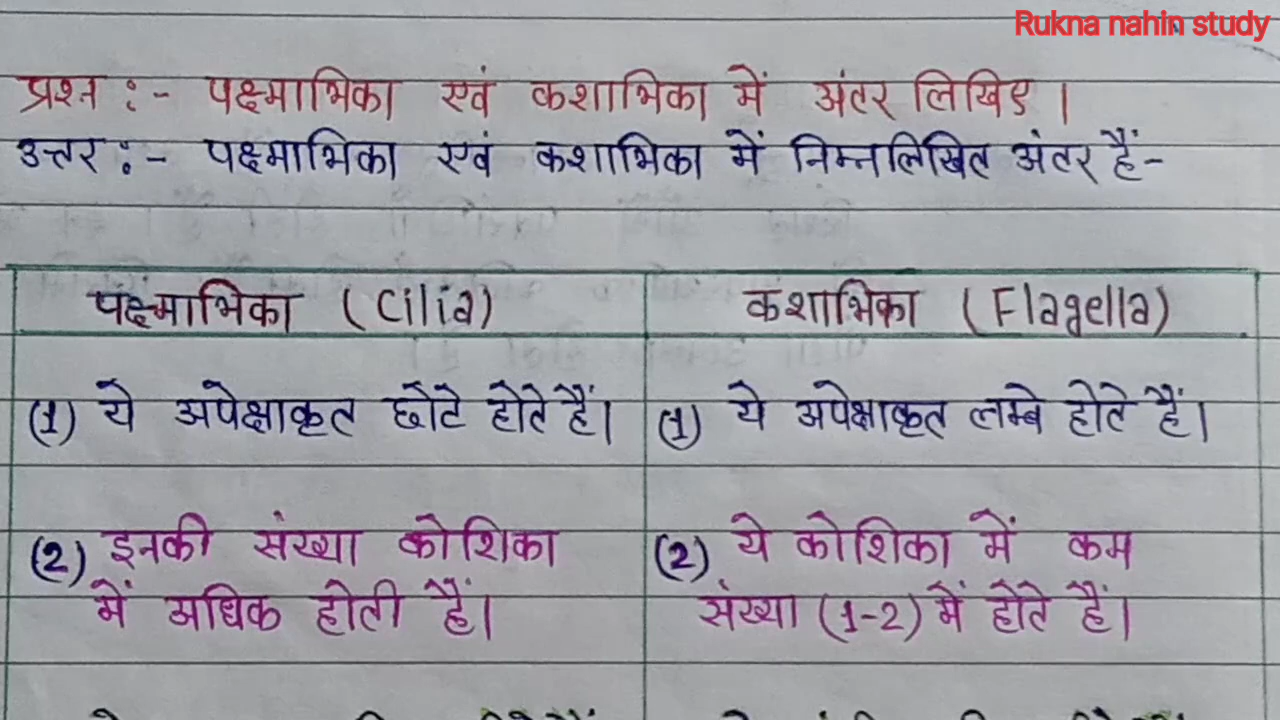 Rukna nahin study
प्रश्न :- पक्ष्माभिका एवं कशाभिका में अंतर लिखिए।
उत्तर :- पक्ष्माभिका एवं कशाभिका में निम्नलिखित अंतर हैं-
पक्ष्माभिका (Cilia)
कशाभिका (Flagella)
(1) ये अपेक्षाकृत छोटे होते हैं।
(1) ये अपेक्षाकृत लम्बे होते हैं।
(2) इनकी संख्या कोशिका
में अधिक होती है।
(2) ये कोशिका में कम
संख्या (1-2) में होते हैं।